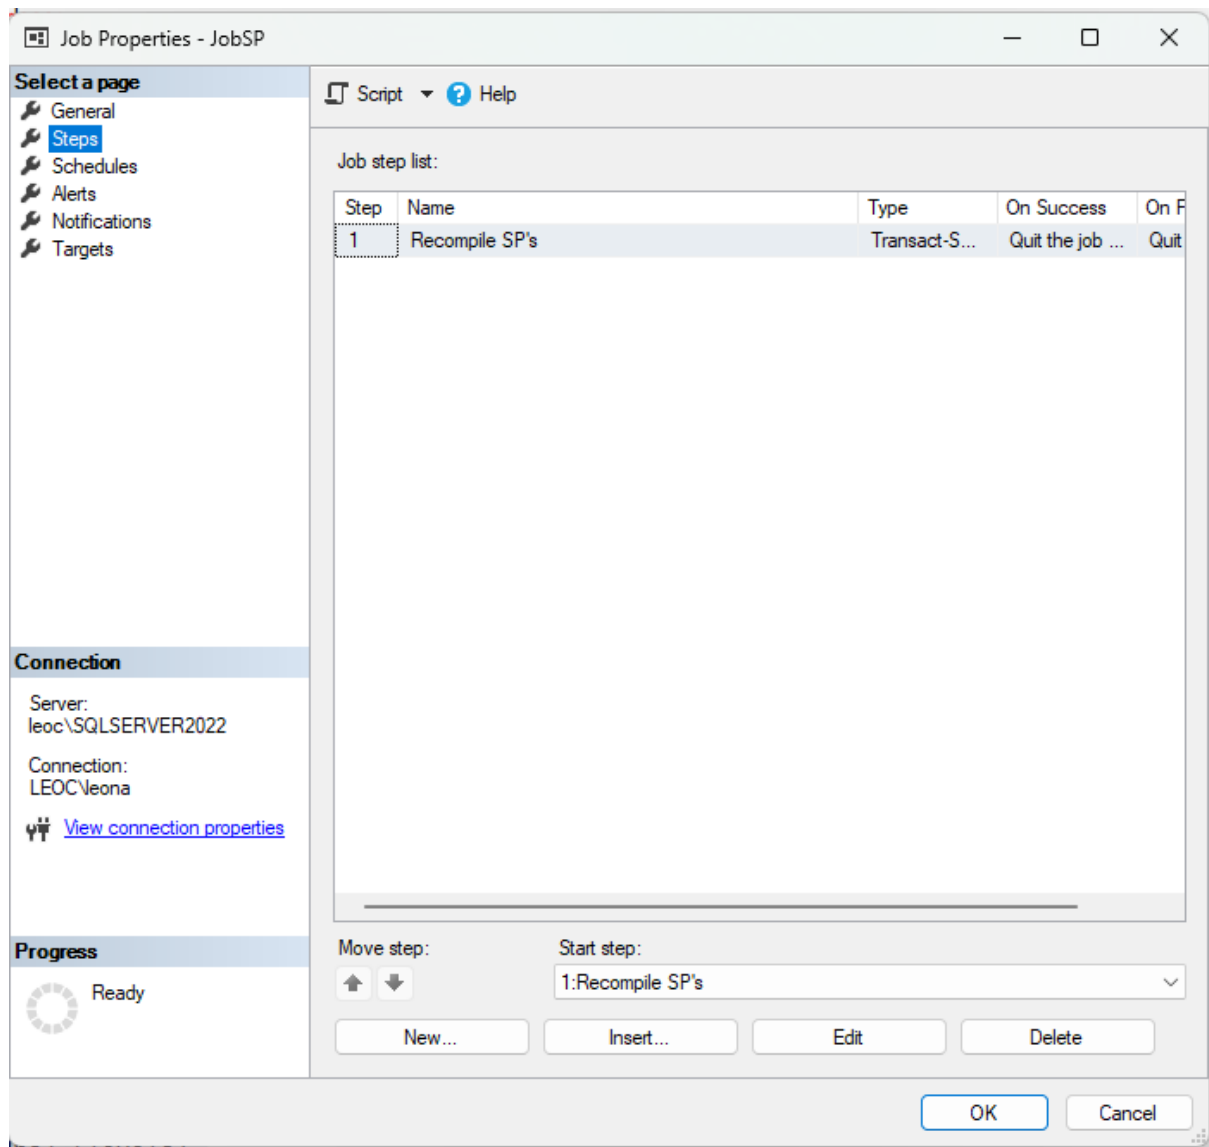 Job Properties - JobSP
Select a page
General
Steps
Schedules
Alerts
Notifications
Targets
Script
Help
Job step list:
Step Name Type On Success On F
1 Recompile SP's Transact-S... Quit the job ... Quit
Connection
Server:
leoc\SQLSERVER2022
Connection:
LEOC\leona
View connection properties
Progress
Ready
Move step:
Start step:
1:Recompile SP's
New... Insert... Edit Delete
OK Cancel